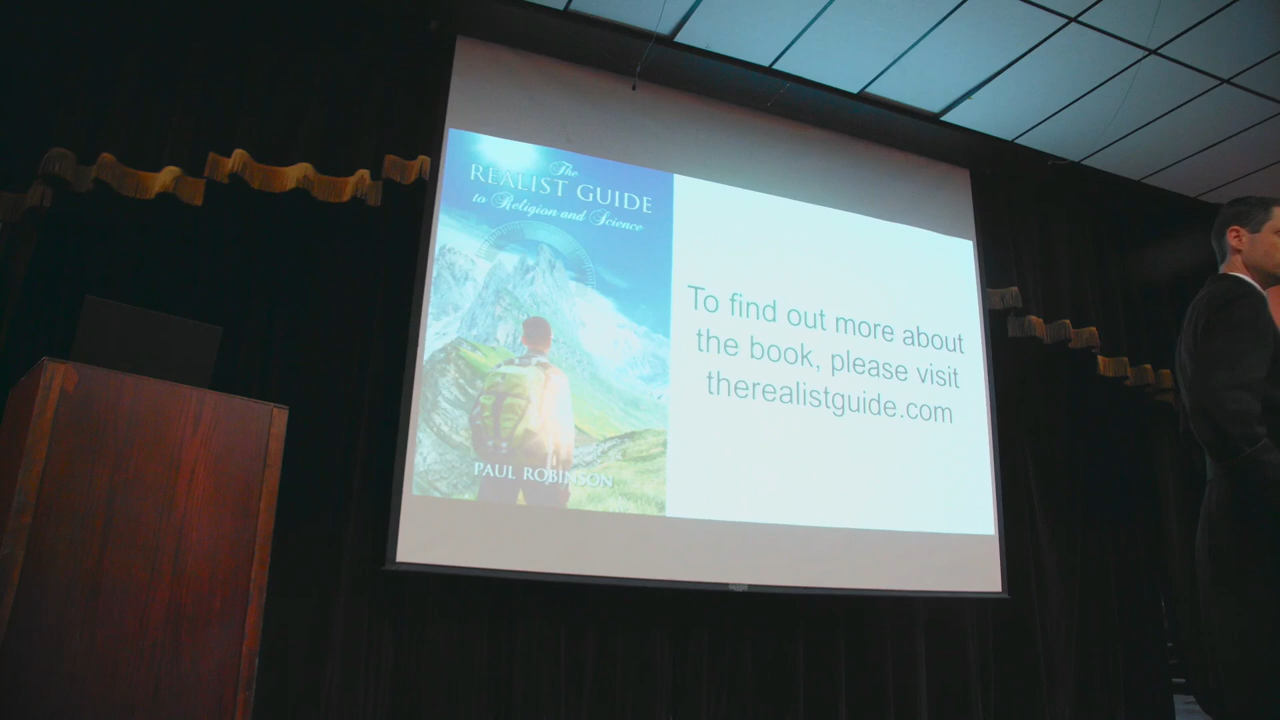 The
REALIST GUIDE
to Religion and Science
PAUL ROBINSON
To find out more about
the book, please visit
therealistguide.com